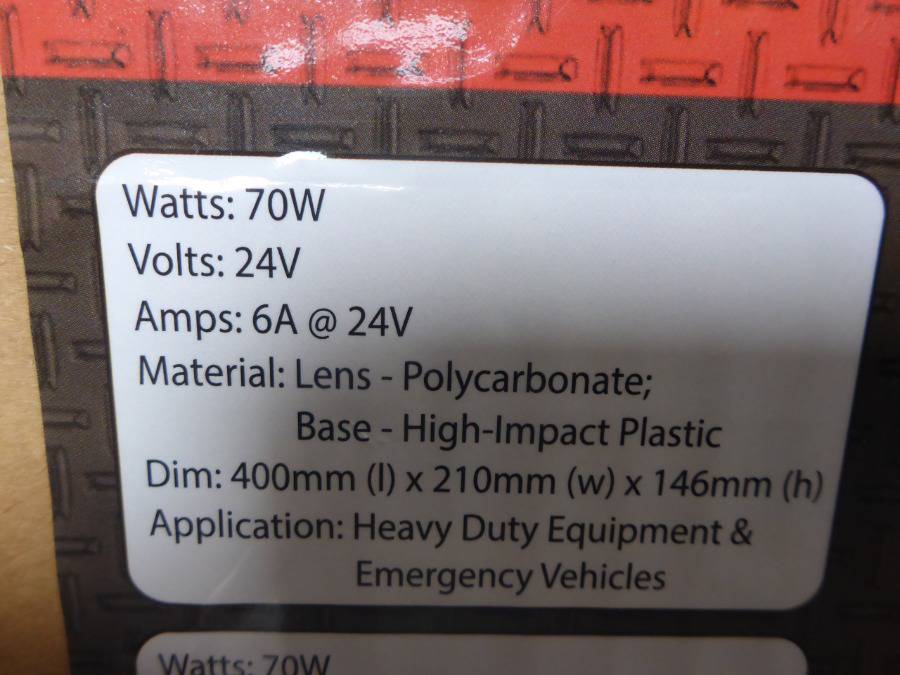 Watts: 70W
Volts: 24V
Amps: 6A @ 24V
Material: Lens - Polycarbonate;
Base - High-Impact Plastic
Dim: 400mm (l) x 210mm (w) x 146mm (h)
Application: Heavy Duty Equipment &
Emergency Vehicles
Watts: 70W